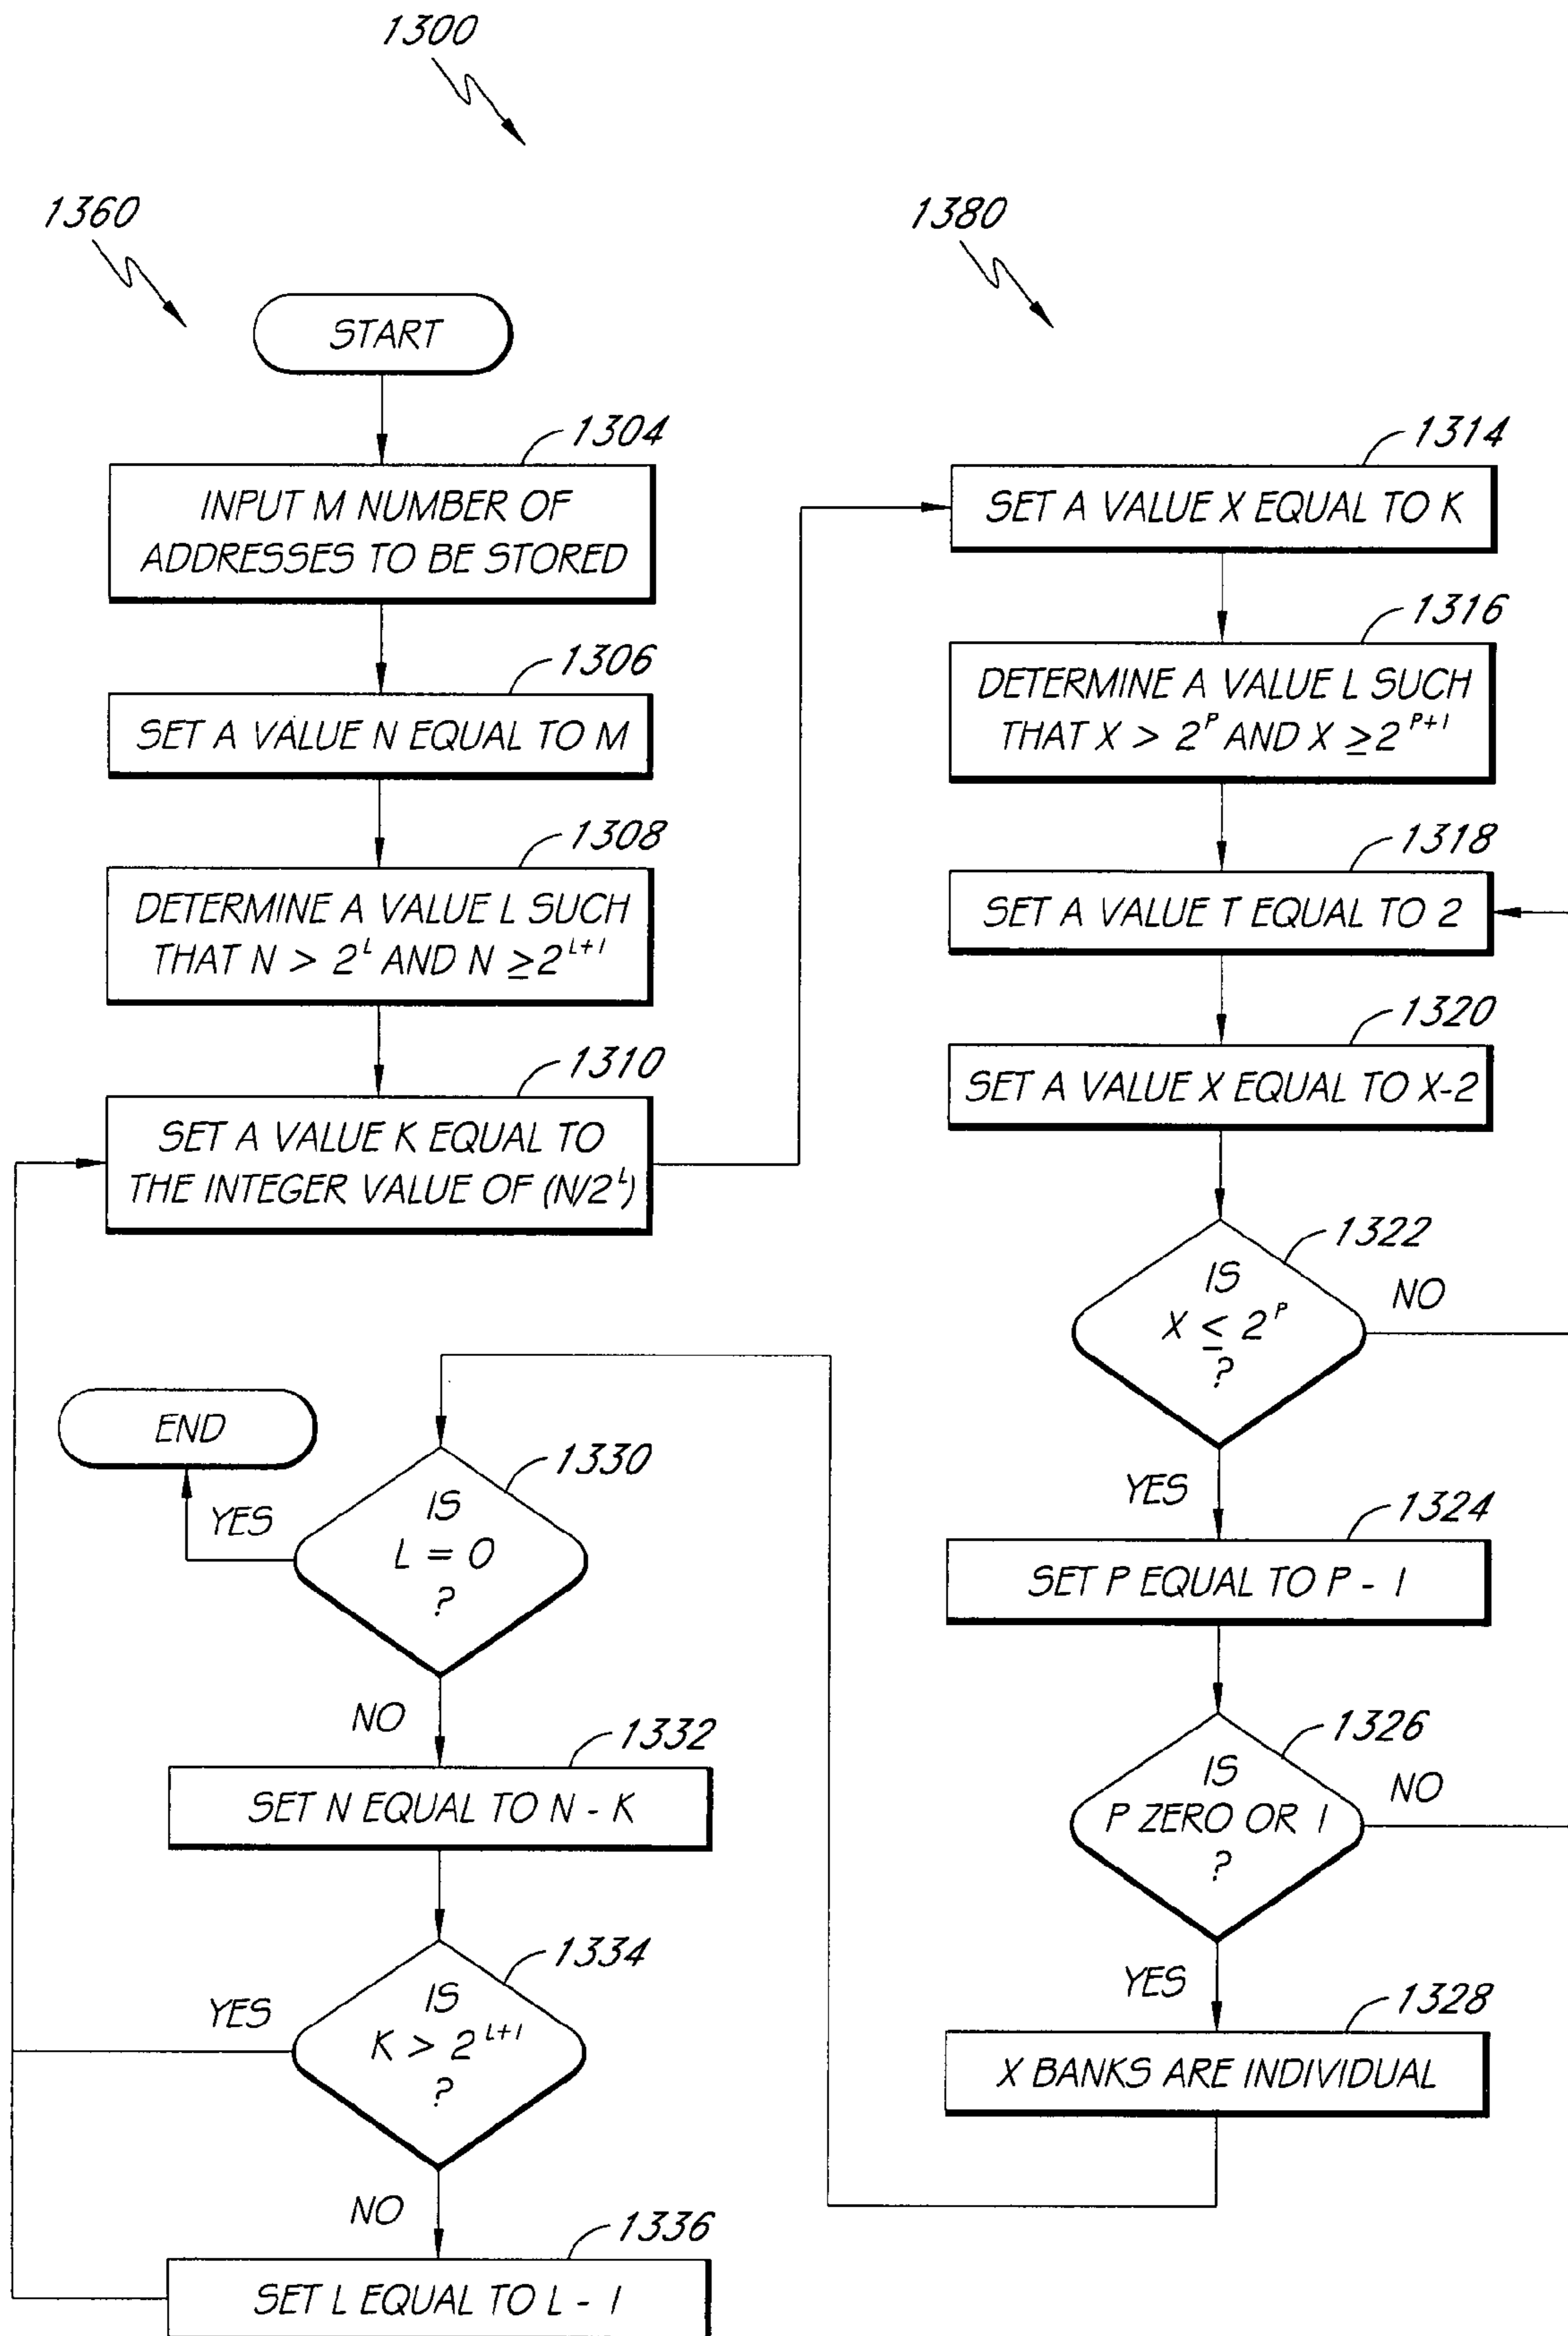 1300
1360
START
1304
INPUT M NUMBER OF
ADDRESSES TO BE STORED
1306
SET A VALUE N EQUAL TO M
1308
DETERMINE A VALUE L SUCH
THAT N > 2^L AND N ≥ 2^L+1
1310
SET A VALUE K EQUAL TO
THE INTEGER VALUE OF (N/2^L)
END
YES
1330
IS
L = 0
?
NO
1332
SET N EQUAL TO N - K
1334
YES
IS
K > 2^L+1
?
NO
1336
SET L EQUAL TO L - 1
1380
1314
SET A VALUE X EQUAL TO K
1316
DETERMINE A VALUE L SUCH
THAT X > 2^P AND X ≥ 2^P+1
1318
SET A VALUE T EQUAL TO 2
1320
SET A VALUE X EQUAL TO X-2
1322
IS
X ≤ 2^P
?
NO
YES
1324
SET P EQUAL TO P - 1
1326
IS
P ZERO OR 1
?
NO
YES
1328
X BANKS ARE INDIVIDUAL